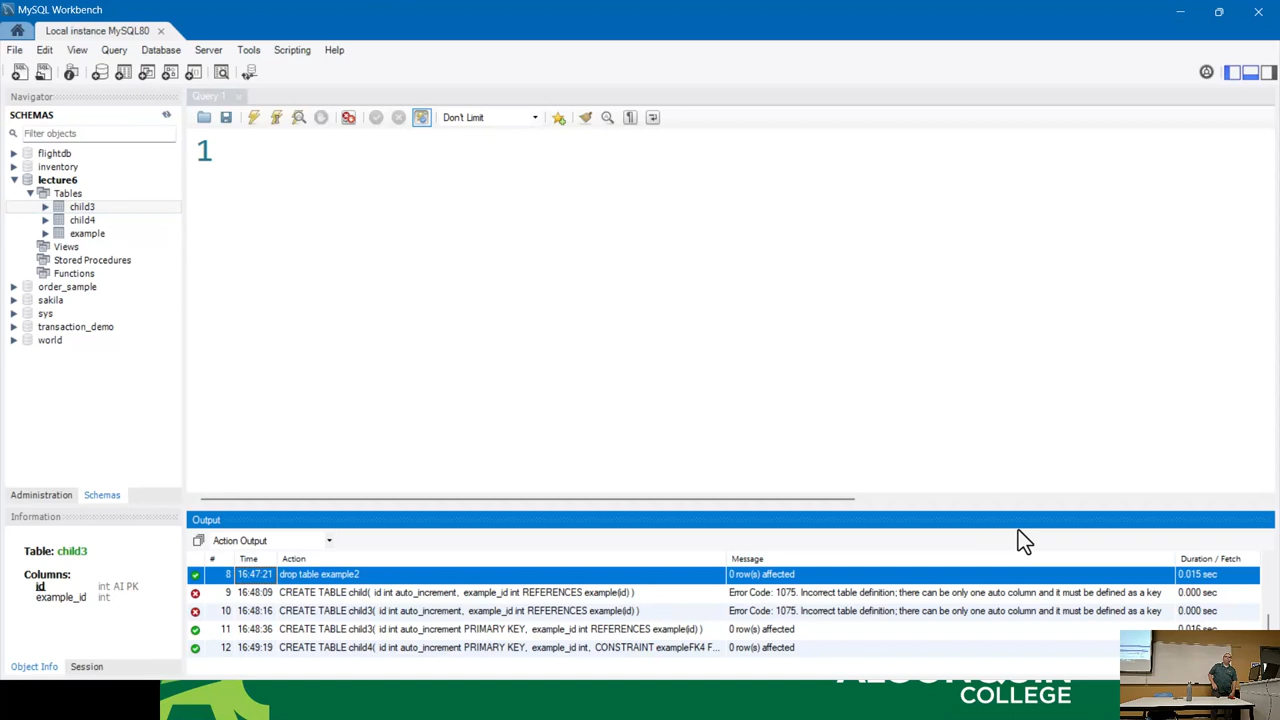 MySQL Workbench
Local instance MySQL80
File Edit View Query Database Server Tools Scripting Help
Navigator
SCHEMAS
Filter objects
flightdb
inventory
lecture6
Tables
child3
child4
example
Views
Stored Procedures
Functions
order_sample
sakila
sys
transaction_demo
world
Administration Schemas
Information
Table: child3
Columns:
id int AI PK
example_id int
Object Info Session
Query 1
Don't Limit
1
Output
Action Output
# Time Action Message Duration / Fetch
8 16:47:21 drop table example2 0 row(s) affected 0.015 sec
9 16:48:09 CREATE TABLE child( id int auto_increment, example_id int REFERENCES example(id) ) Error Code: 1075. Incorrect table definition; there can be only one auto column and it must be defined as a key 0.000 sec
10 16:48:16 CREATE TABLE child3( id int auto_increment, example_id int REFERENCES example(id) ) Error Code: 1075. Incorrect table definition; there can be only one auto column and it must be defined as a key 0.000 sec
11 16:48:36 CREATE TABLE child3( id int auto_increment PRIMARY KEY, example_id int REFERENCES example(id) ) 0 row(s) affected 0.016 sec
12 16:49:19 CREATE TABLE child4( id int auto_increment PRIMARY KEY, example_id int, CONSTRAINT exampleFK4 F... 0 row(s) affected
COLLEGE